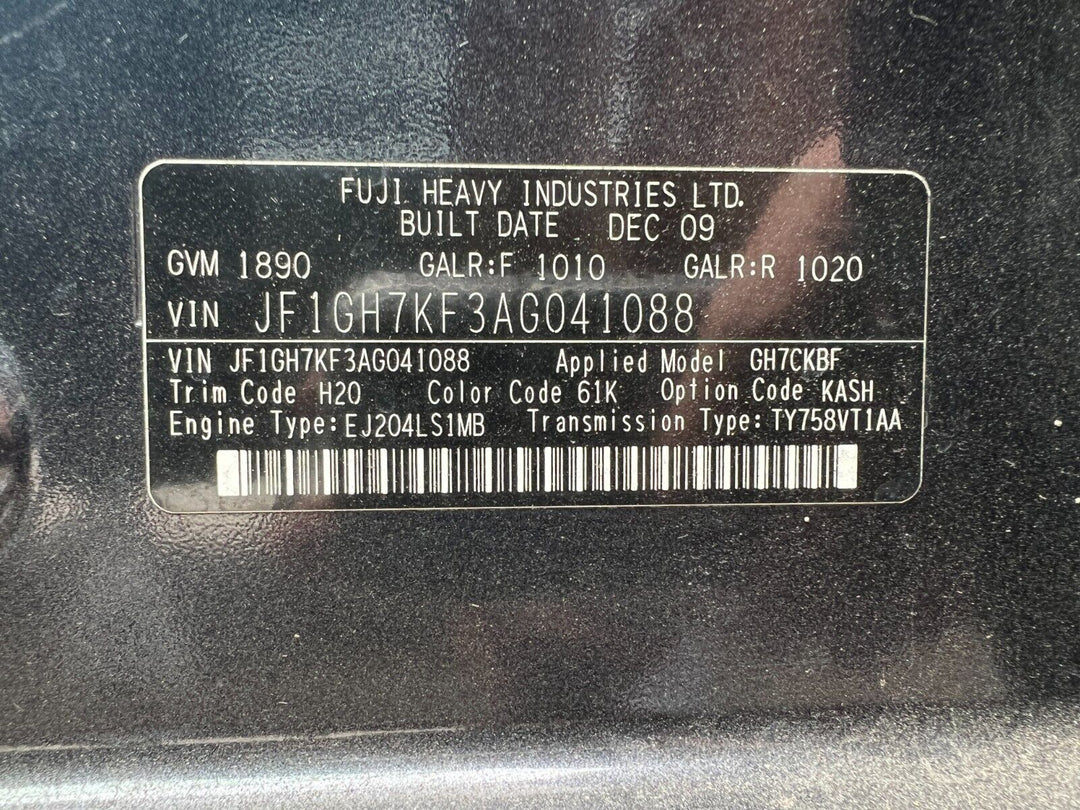 FUJI HEAVY INDUSTRIES LTD.
BUILT DATE DEC 09
GVM 1890 GALR:F 1010 GALR:R 1020
VIN JF1GH7KF3AG041088
VIN JF1GH7KF3AG041088 Applied Model GH7CKBF
Trim Code H20 Color Code 61K Option Code KASH
Engine Type:EJ204LS1MB Transmission Type:TY758VT1AA